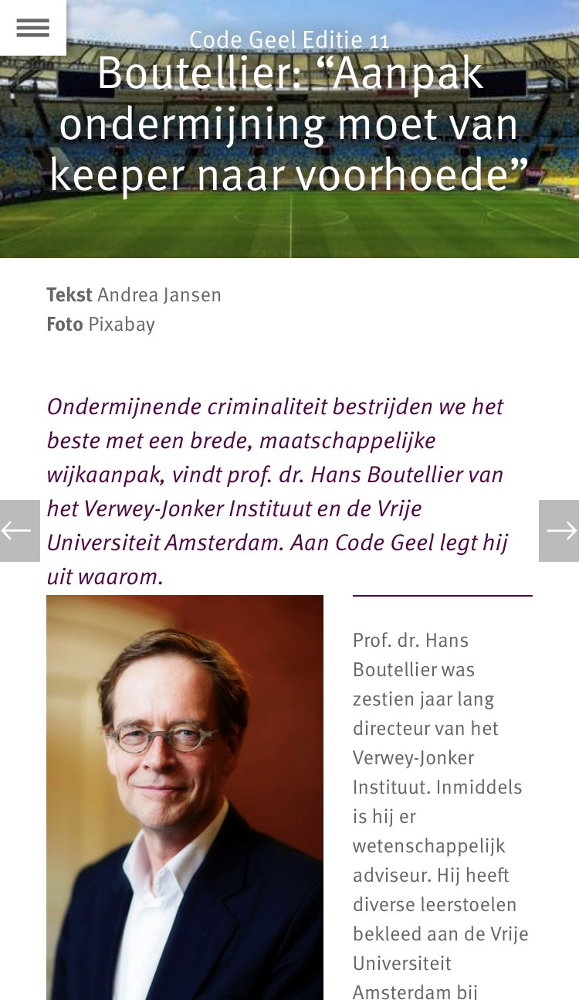 Code Geel Editie 11
Boutellier: “Aanpak
ondermijning moet van
keeper naar voorhoede”
Tekst Andrea Jansen
Foto Pixabay
Ondermijnende criminaliteit bestrijden we het
beste met een brede, maatschappelijke
wijkaanpak, vindt prof. dr. Hans Boutellier van
het Verwey-Jonker Instituut en de Vrije
Universiteit Amsterdam. Aan Code Geel legt hij
uit waarom.
Prof. dr. Hans
Boutellier was
zestien jaar lang
directeur van het
Verwey-Jonker
Instituut. Inmiddels
is hij er
wetenschappelijk
adviseur. Hij heeft
diverse leerstoelen
bekleed aan de Vrije
Universiteit
Amsterdam bij